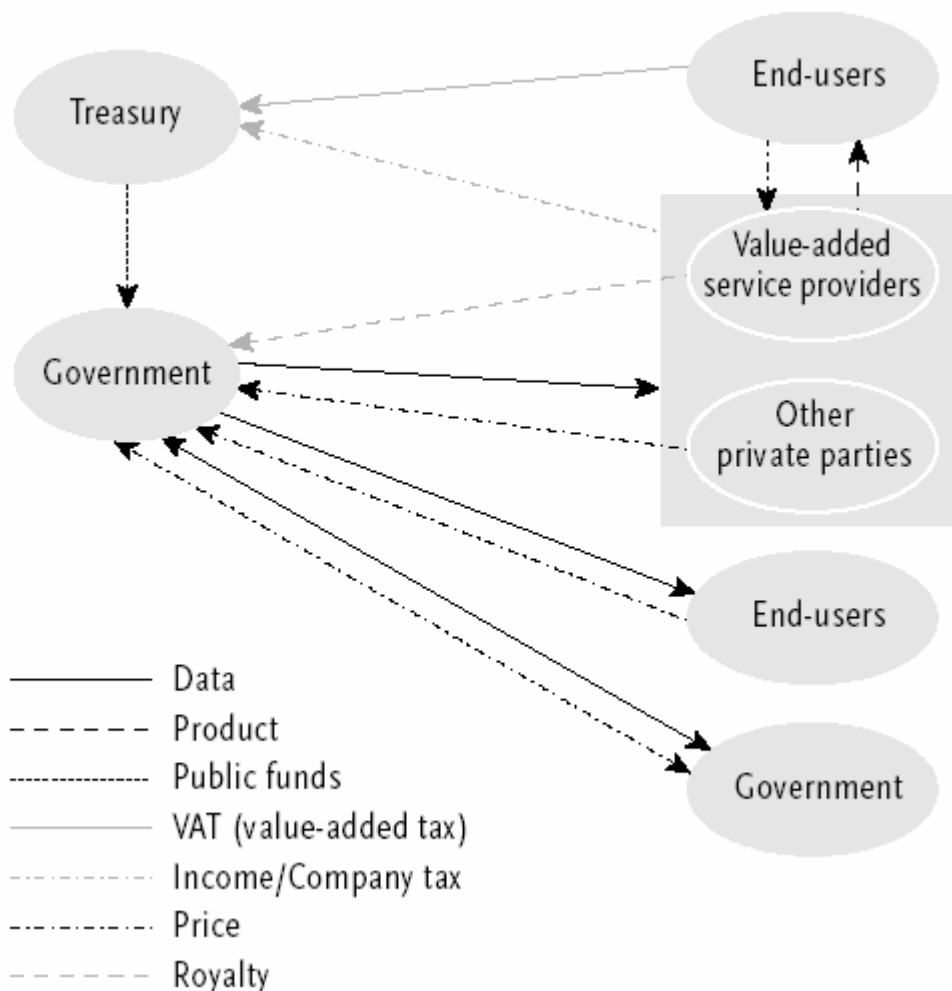 End-users
Treasury
Value-added
service providers
Government
Other
private parties
End-users
Government
Data
Product
Public funds
VAT (value-added tax)
Income/Company tax
Price
Royalty